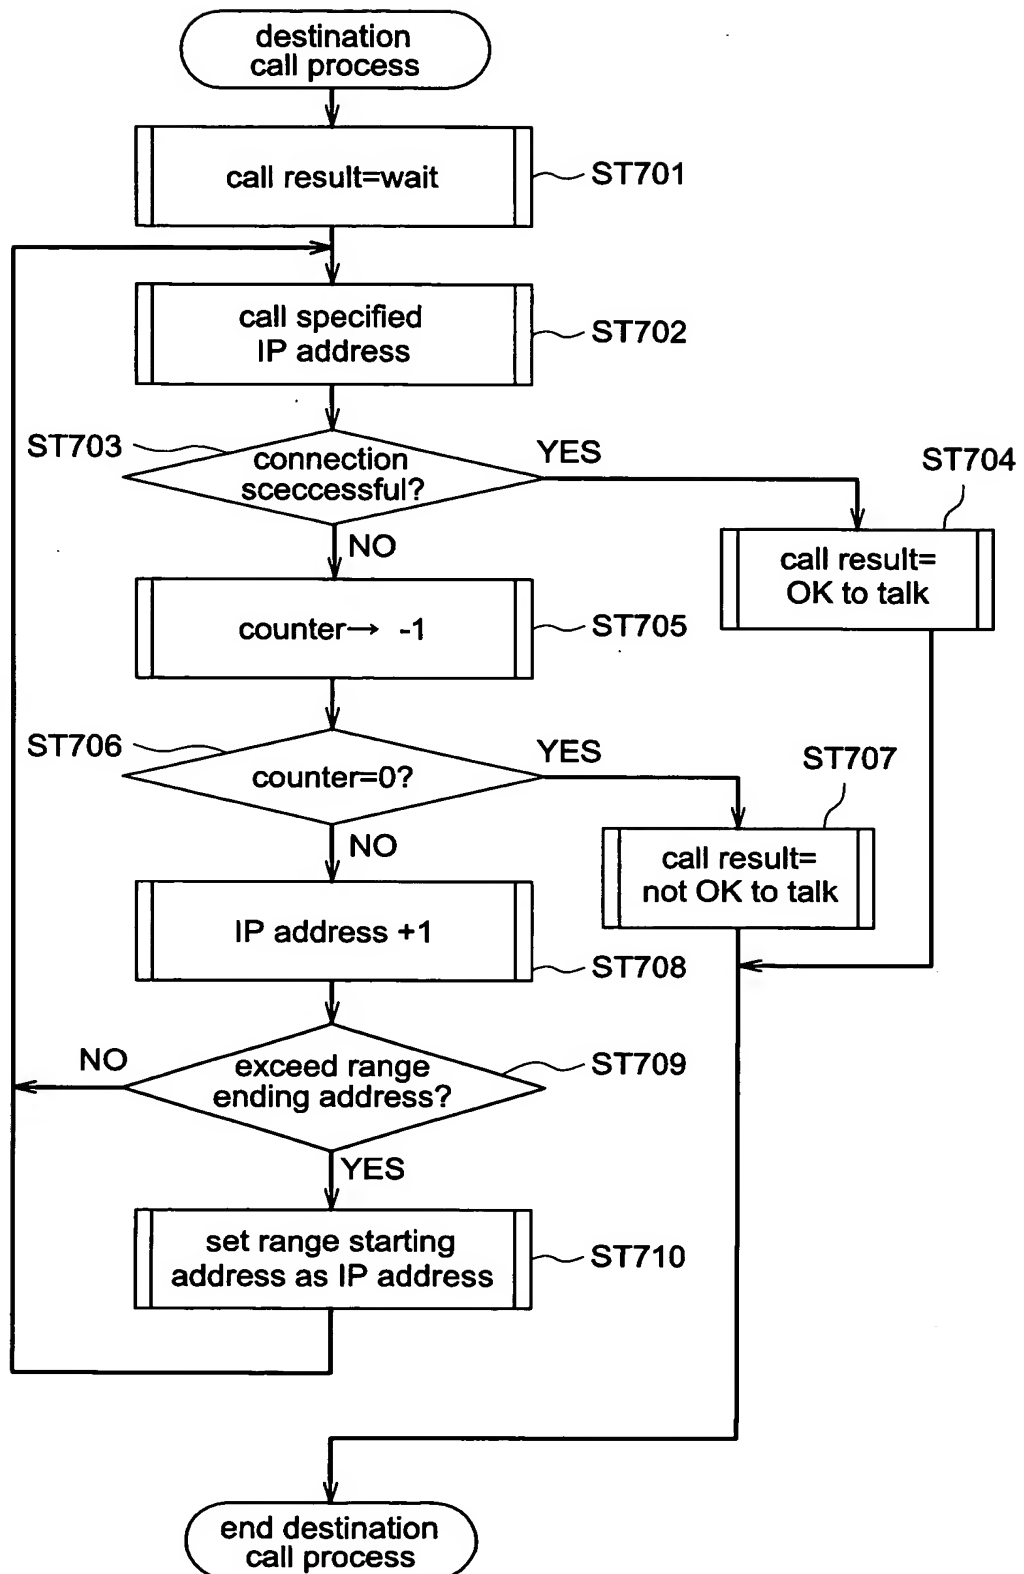 destination
call process
call result=wait
ST701
call specified
IP address
ST702
ST703
connection
sceccessful?
YES
NO
ST704
call result=
OK to talk
counter→ -1
ST705
ST706
counter=0?
YES
NO
ST707
call result=
not OK to talk
IP address +1
ST708
exceed range
ending address?
ST709
NO
YES
set range starting
address as IP address
ST710
end destination
call process